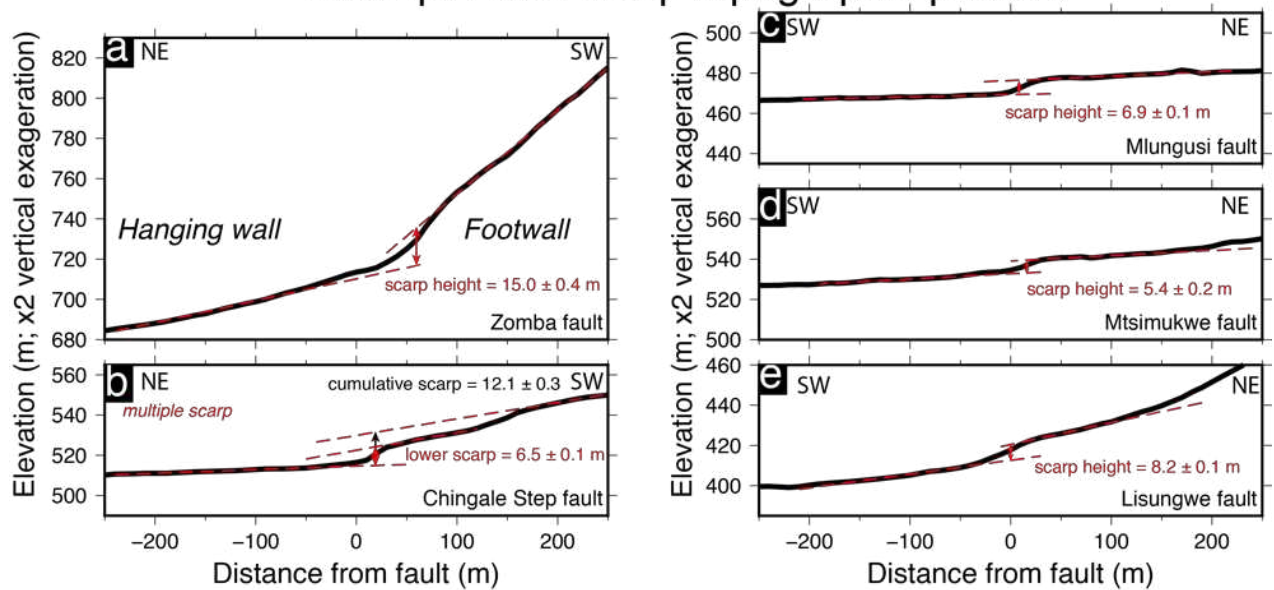 Elevation (m; x2 vertical exageration)
a NE SW
820
800
780
760
740
720
700
680
Hanging wall Footwall
scarp height = 15.0 ± 0.4 m
Zomba fault
b NE SW
560
540
520
500
cumulative scarp = 12.1 ± 0.3
multiple scarp
lower scarp = 6.5 ± 0.1 m
Chingale Step fault
−200 −100 0 100 200
Distance from fault (m)
Elevation (m; x2 vertical exageration)
c SW NE
500
480
460
440
scarp height = 6.9 ± 0.1 m
Mlungusi fault
d SW NE
560
540
520
500
scarp height = 5.4 ± 0.2 m
Mtsimukwe fault
e SW NE
460
440
420
400
scarp height = 8.2 ± 0.1 m
Lisungwe fault
−200 −100 0 100 200
Distance from fault (m)